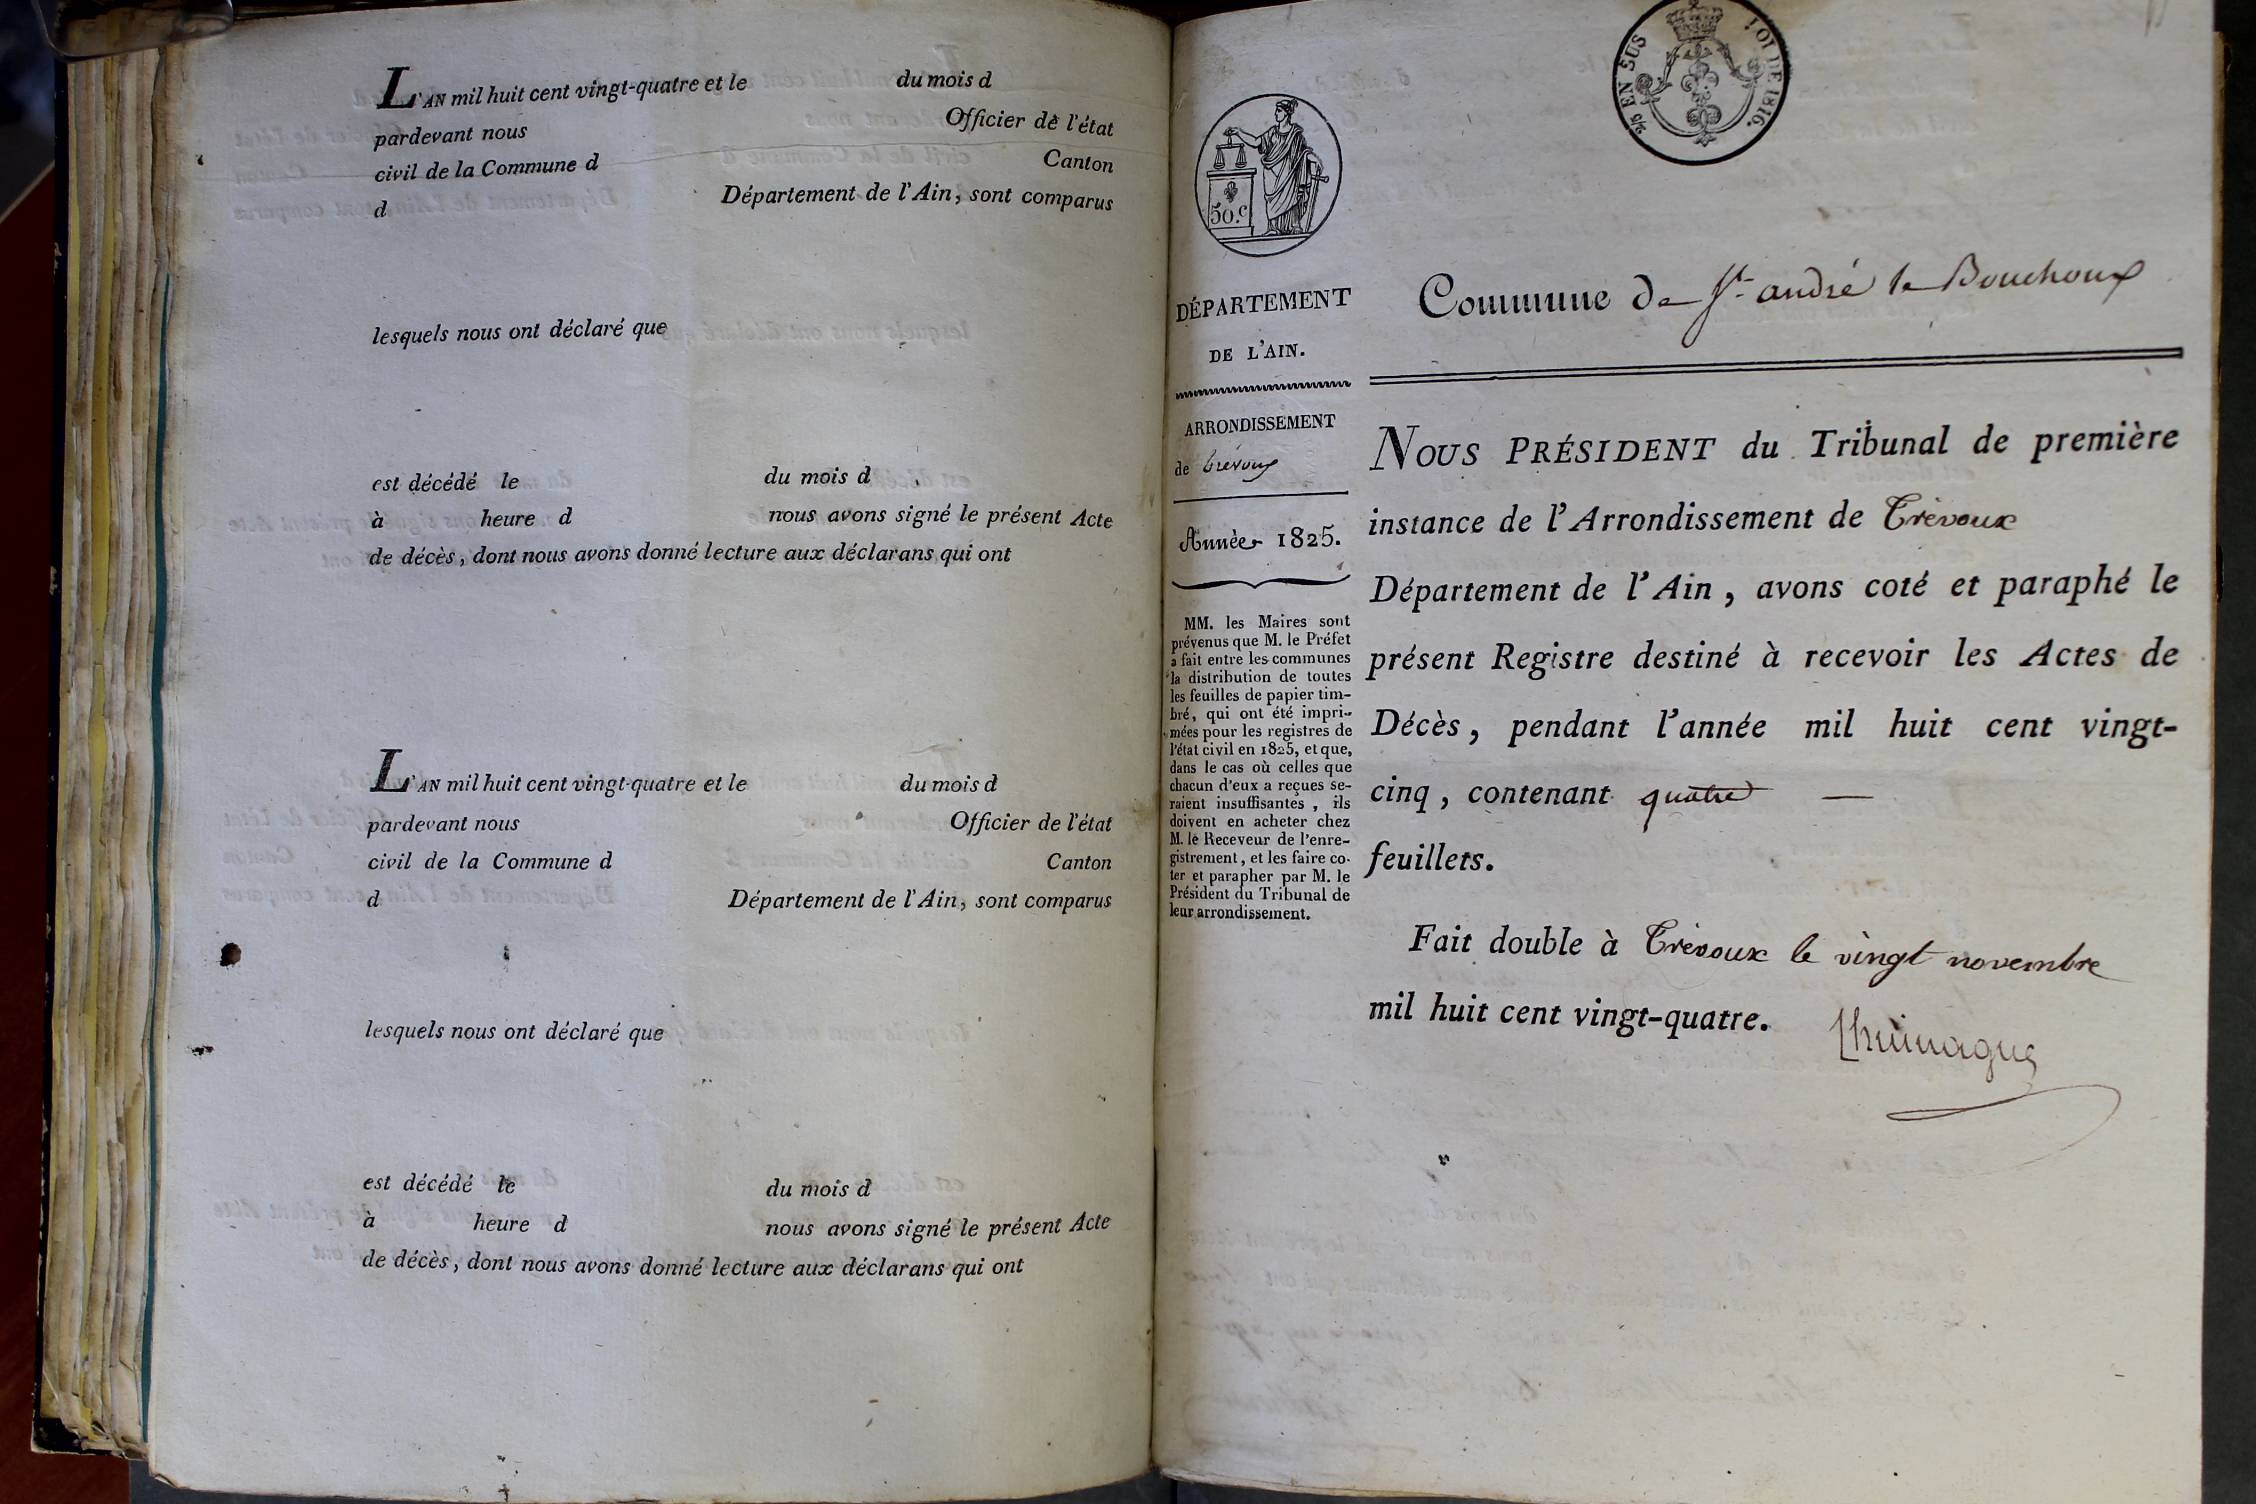 L'AN mil huit cent vingt-quatre et le du mois d
pardevant nous Officier de l'état
civil de la Commune d Canton
d Département de l'Ain, sont comparus
lesquels nous ont déclaré que
est décédé le du mois d
à heure d nous avons signé le présent Acte
de décès, dont nous avons donné lecture aux déclarans qui ont
L'AN mil huit cent vingt-quatre et le du mois d
pardevant nous Officier de l'état
civil de la Commune d Canton
d Département de l'Ain, sont comparus
lesquels nous ont déclaré que
est décédé le du mois d
à heure d nous avons signé le présent Acte
de décès, dont nous avons donné lecture aux déclarans qui ont
50.c
EN SUS
LOI DE 1816.
DÉPARTEMENT
DE L'AIN.
ARRONDISSEMENT
de trévoux
Année 1825.
MM. les Maires sont
prévenus que M. le Préfet
a fait entre les communes
la distribution de toutes
les feuilles de papier tim-
bré, qui ont été impri-
mées pour les registres de
l'état civil en 1825, et que,
dans le cas où celles que
chacun d'eux a reçues se-
raient insuffisantes, ils
doivent en acheter chez
M. le Receveur de l'enre-
gistrement, et les faire co-
ter et parapher par M. le
Président du Tribunal de
leur arrondissement.
Commune de St. andré le Bouchoux
NOUS PRÉSIDENT du Tribunal de première
instance de l'Arrondissement de Trévoux
Département de l'Ain, avons coté et paraphé le
présent Registre destiné à recevoir les Actes de
Décès, pendant l'année mil huit cent vingt-
cinq, contenant quatre —
feuillets.
Fait double à Trévoux le vingt novembre
mil huit cent vingt-quatre.